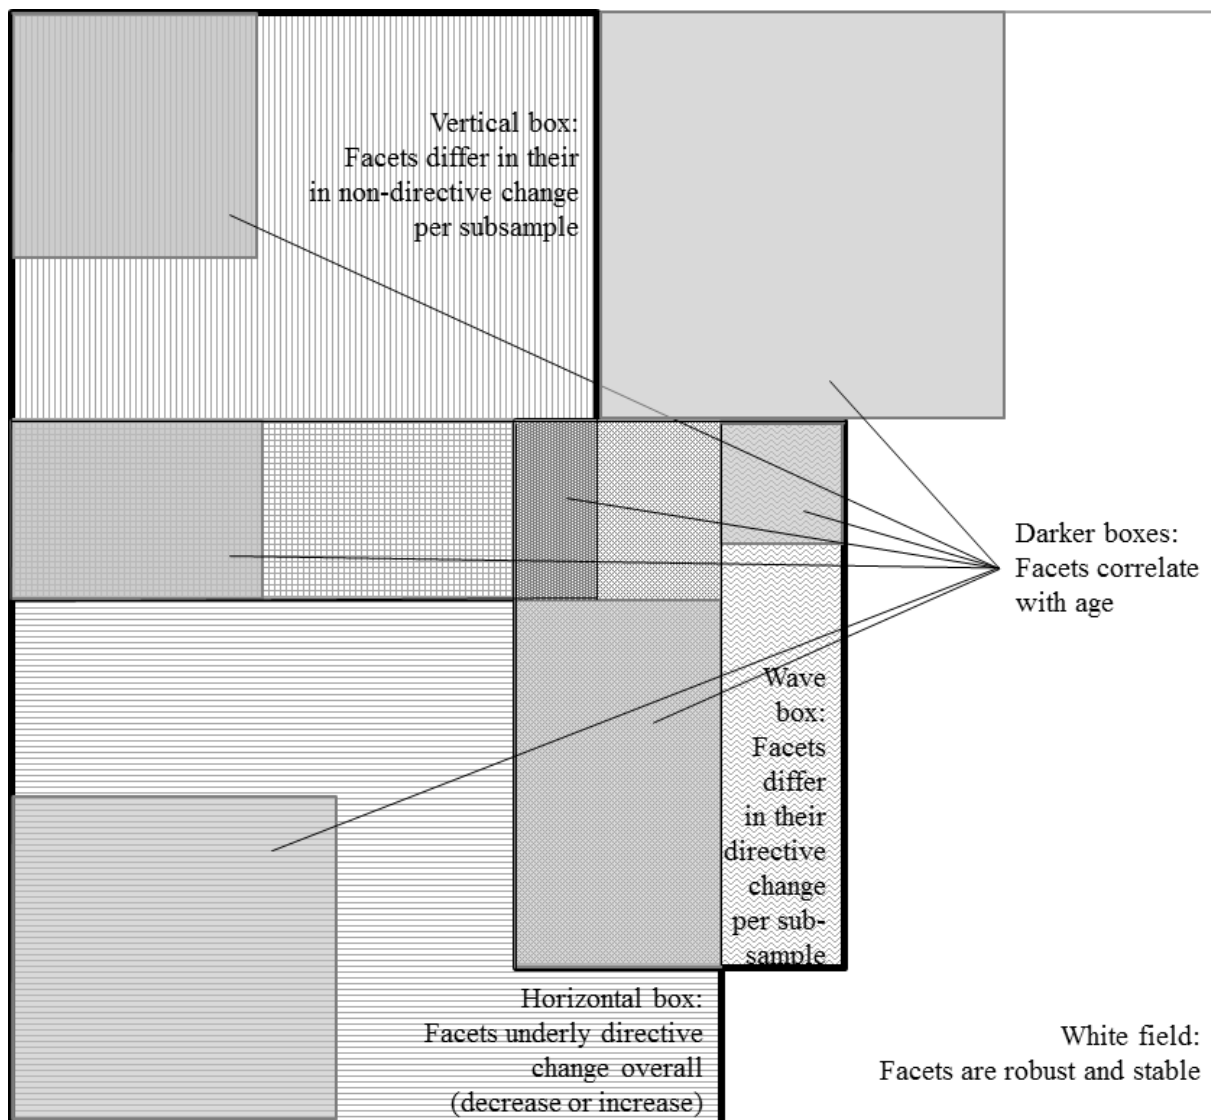 Vertical box:
Facets differ in their
in non-directive change
per subsample
Darker boxes:
Facets correlate
with age
Wave
box:
Facets
differ
in their
directive
change
per sub-
sample
Horizontal box:
Facets underly directive
change overall
(decrease or increase)
White field:
Facets are robust and stable